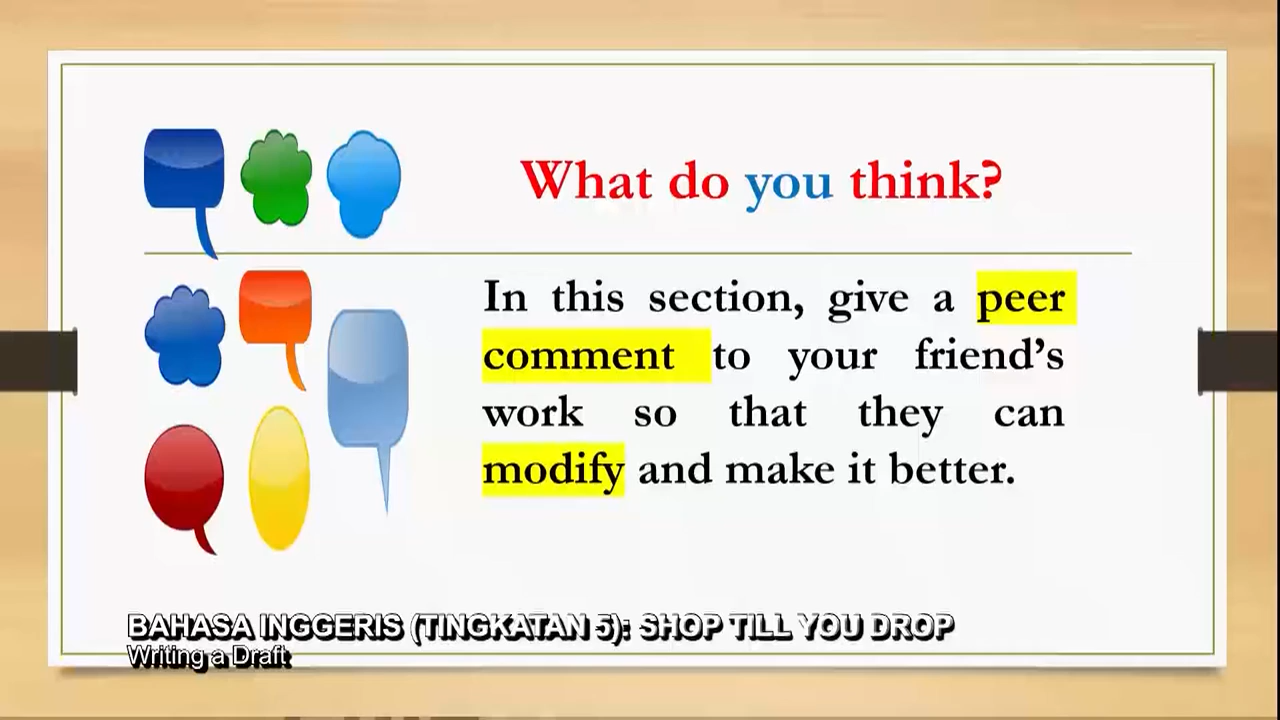 What do you think?
In this section, give a peer
comment to your friend's
work so that they can
modify and make it better.
BAHASA INGGERIS (TINGKATAN 5): SHOP TILL YOU DROP
Writing a Draft